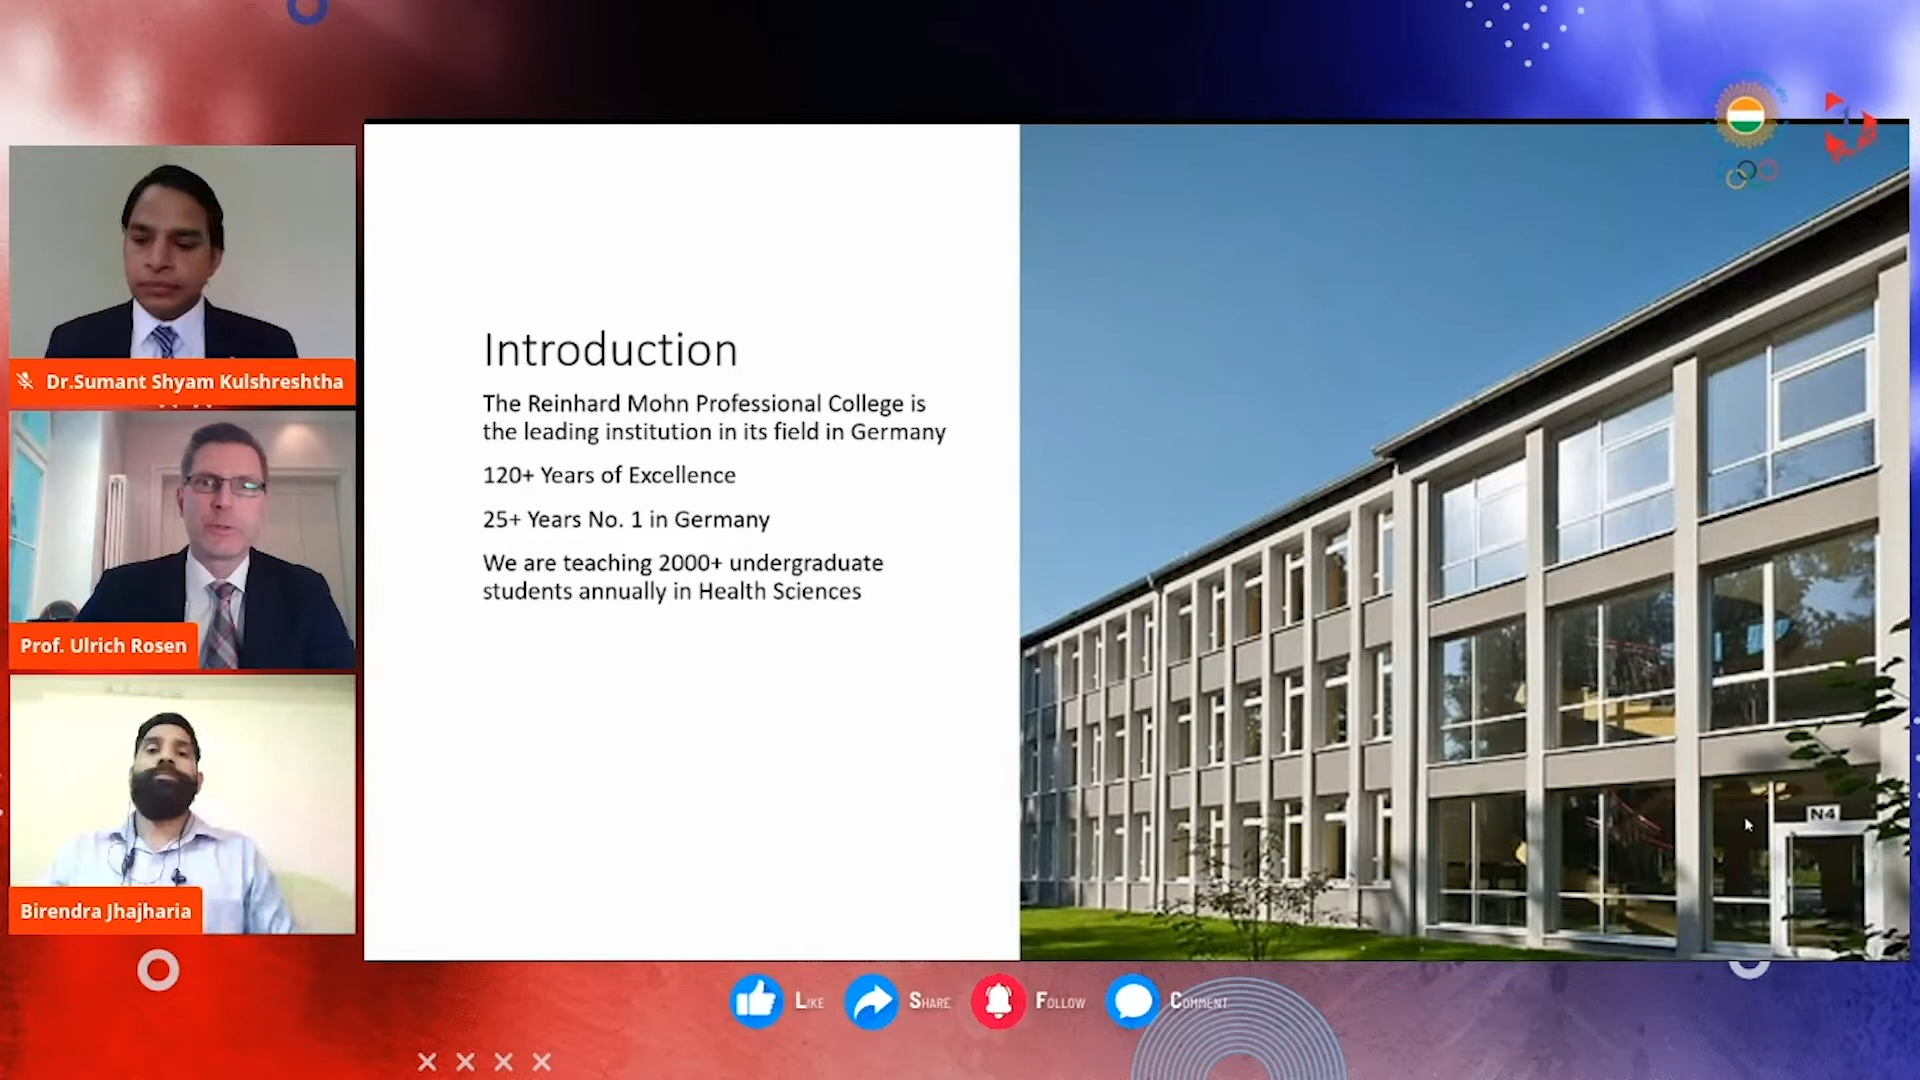 Dr.Sumant Shyam Kulshreshtha
Prof. Ulrich Rosen
Birendra Jhajharia
Introduction
The Reinhard Mohn Professional College is
the leading institution in its field in Germany
120+ Years of Excellence
25+ Years No. 1 in Germany
We are teaching 2000+ undergraduate
students annually in Health Sciences
N4
Like
Share
Follow
Comment